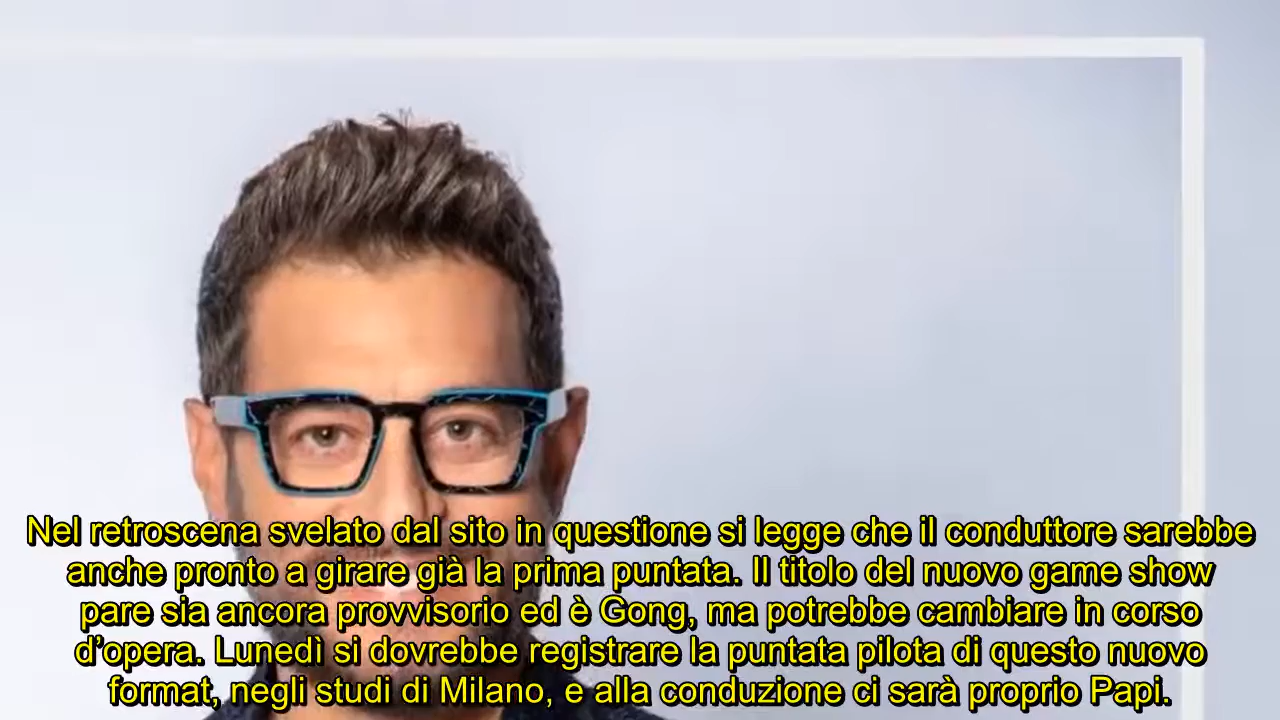 Nel retroscena svelato dal sito in questione si legge che il conduttore sarebbe
anche pronto a girare già la prima puntata. Il titolo del nuovo game show
pare sia ancora provvisorio ed è Gong, ma potrebbe cambiare in corso
d’opera. Lunedì si dovrebbe registrare la puntata pilota di questo nuovo
format, negli studi di Milano, e alla conduzione ci sarà proprio Papi.